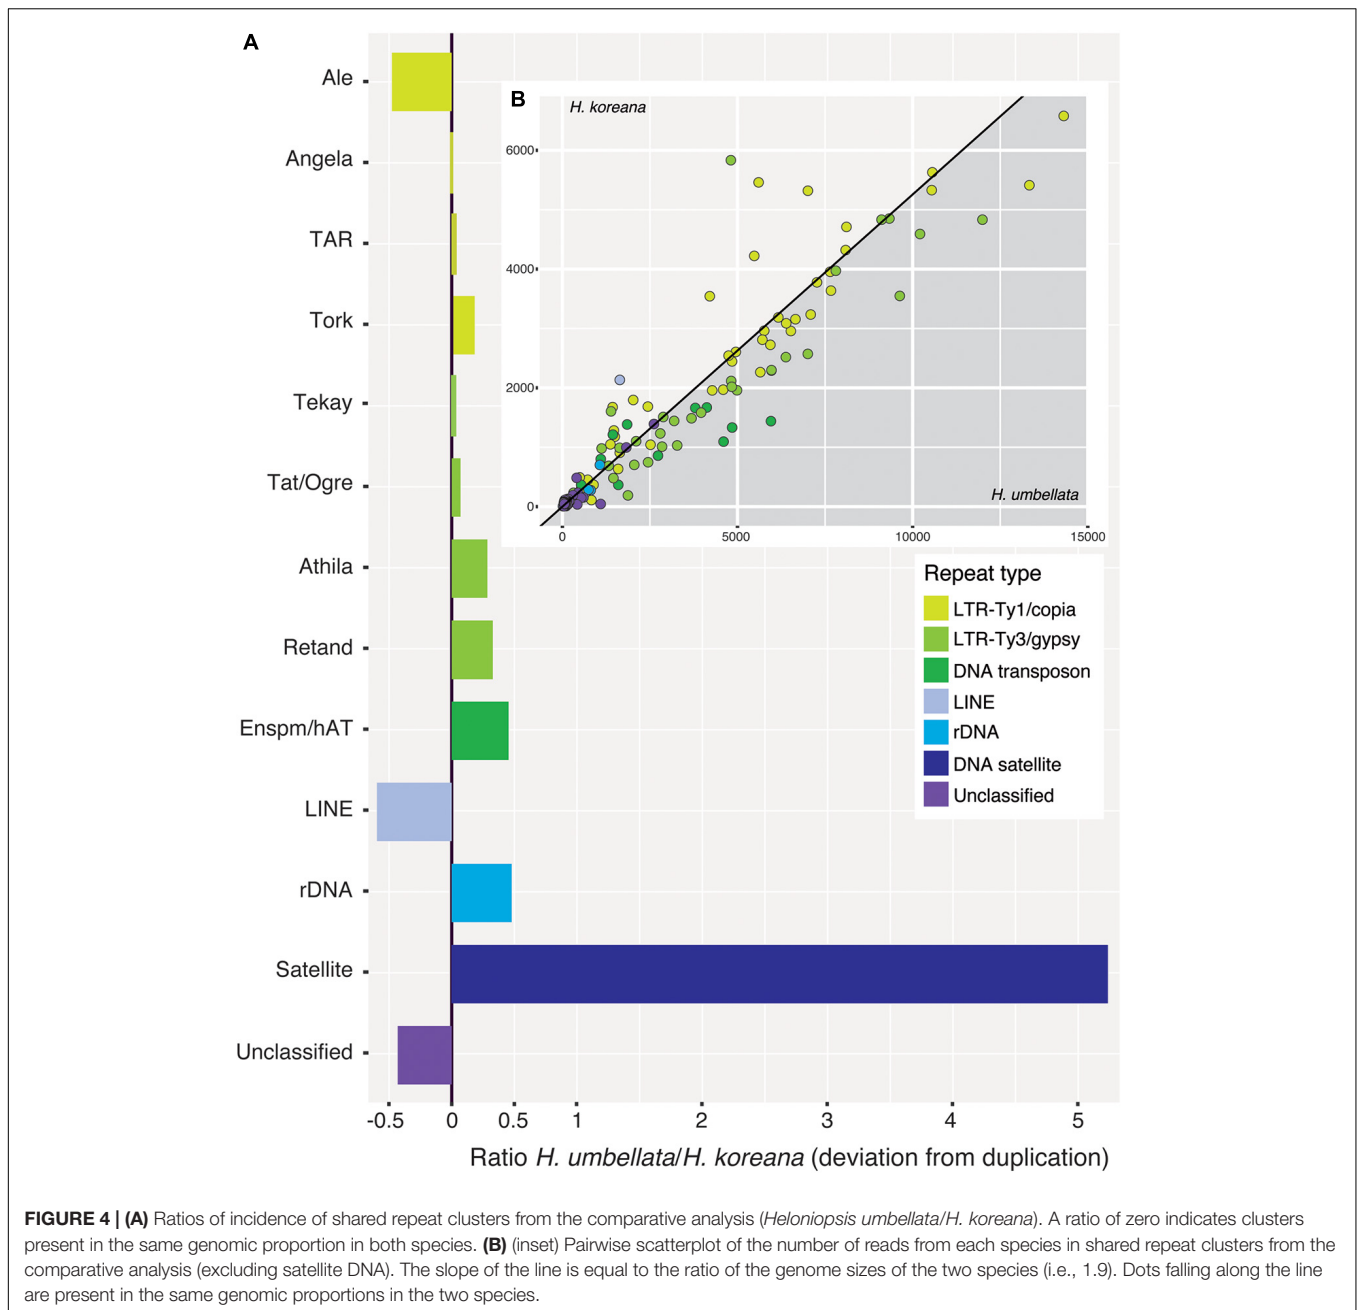 A
Ale
Angela
TAR
Tork
Tekay
Tat/Ogre
Athila
Retand
Enspm/hAT
LINE
rDNA
Satellite
Unclassified
-0.5 0 0.5 1 2 3 4 5
Ratio H. umbellata/H. koreana (deviation from duplication)
B
H. koreana
6000
4000
2000
0
H. umbellata
0 5000 10000 15000
Repeat type
LTR-Ty1/copia
LTR-Ty3/gypsy
DNA transposon
LINE
rDNA
DNA satellite
Unclassified
FIGURE 4 | (A) Ratios of incidence of shared repeat clusters from the comparative analysis (Heloniopsis umbellata/H. koreana). A ratio of zero indicates clusters
present in the same genomic proportion in both species. (B) (inset) Pairwise scatterplot of the number of reads from each species in shared repeat clusters from the
comparative analysis (excluding satellite DNA). The slope of the line is equal to the ratio of the genome sizes of the two species (i.e., 1.9). Dots falling along the line
are present in the same genomic proportions in the two species.